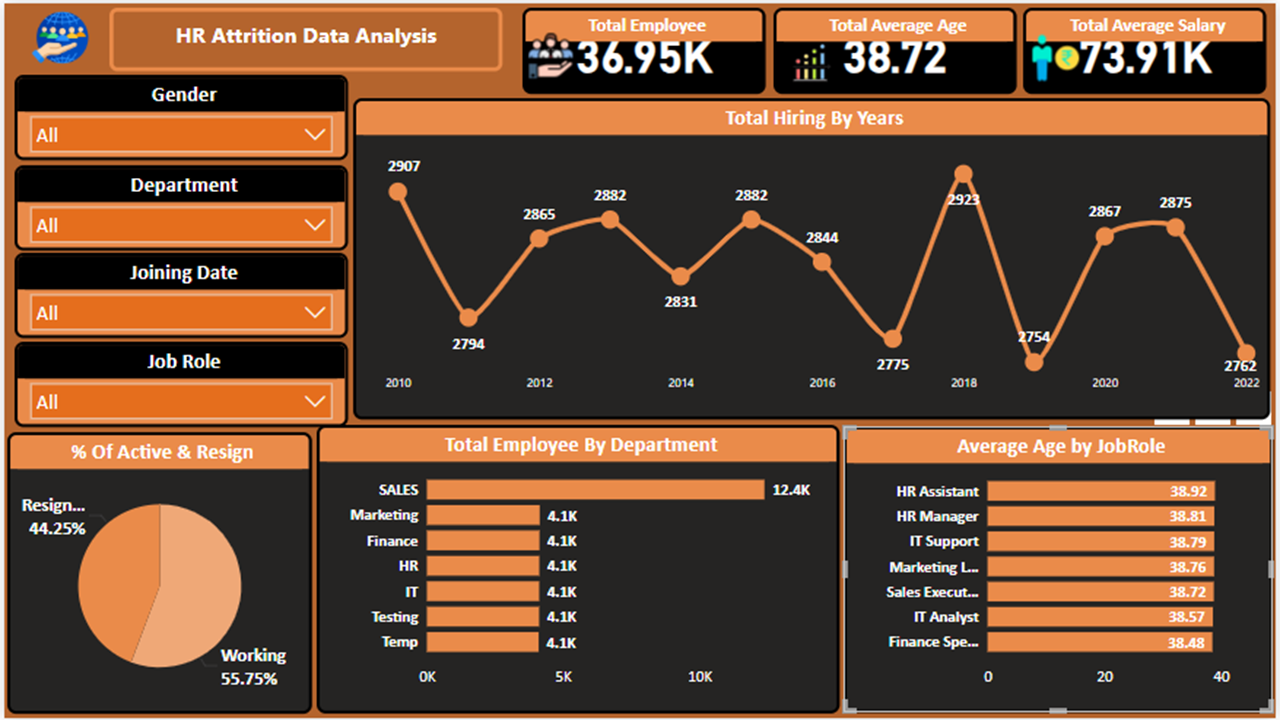 HR Attrition Data Analysis
Total Employee
36.95K
Total Average Age
38.72
Total Average Salary
73.91K
Gender
All
Department
All
Joining Date
All
Job Role
All
Total Hiring By Years
2907
2794
2865
2882
2831
2882
2844
2775
2923
2754
2867
2875
2762
2010
2012
2014
2016
2018
2020
2022
% Of Active & Resign
Resign...
44.25%
Working
55.75%
Total Employee By Department
SALES 12.4K
Marketing 4.1K
Finance 4.1K
HR 4.1K
IT 4.1K
Testing 4.1K
Temp 4.1K
0K 5K 10K
Average Age by JobRole
HR Assistant 38.92
HR Manager 38.81
IT Support 38.79
Marketing L... 38.76
Sales Execut... 38.72
IT Analyst 38.57
Finance Spe... 38.48
0 20 40